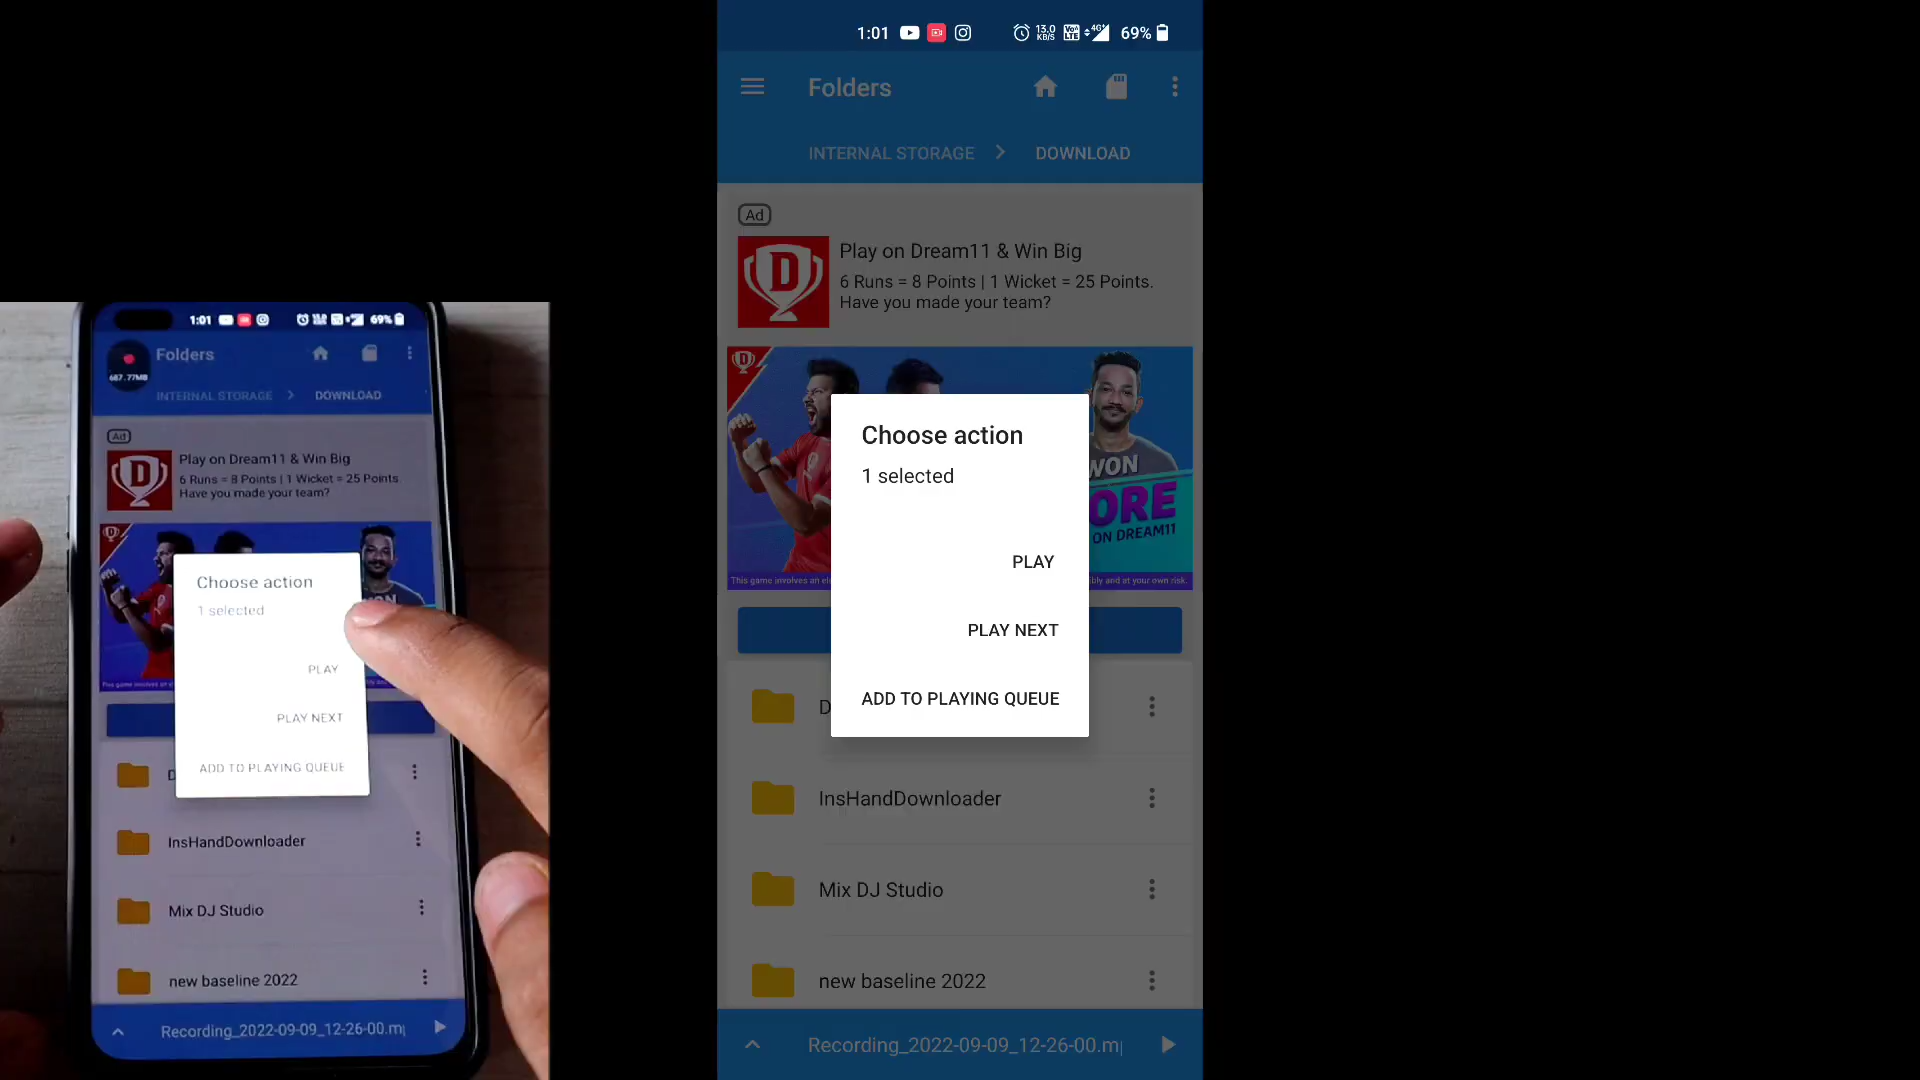 1:01
69%
Folders
687.77MB
INTERNAL STORAGE > DOWNLOAD
Ad
Play on Dream11 & Win Big
6 Runs = 8 Points | 1 Wicket = 25 Points.
Have you made your team?
Choose action
1 selected
PLAY
PLAY NEXT
ADD TO PLAYING QUEUE
D
InsHandDownloader
Mix DJ Studio
new baseline 2022
Recording_2022-09-09_12-26-00.m
1:01
13.0
KB/S
Vo
LTE
4G+
69%
Folders
INTERNAL STORAGE > DOWNLOAD
Ad
D
Play on Dream11 & Win Big
6 Runs = 8 Points | 1 Wicket = 25 Points.
Have you made your team?
WON
ORE
ON DREAM11
This game involves an el
bly and at your own risk.
Choose action
1 selected
PLAY
PLAY NEXT
ADD TO PLAYING QUEUE
D
InsHandDownloader
Mix DJ Studio
new baseline 2022
Recording_2022-09-09_12-26-00.m